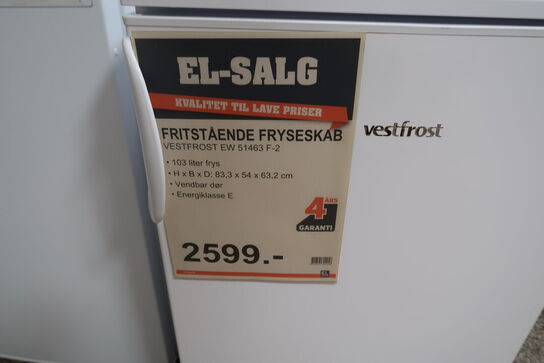 EL-SALG
KVALITET TIL LAVE PRISER
FRITSTÅENDE FRYSESKAB
VESTFROST EW 51463 F-2
• 103 liter frys
• H x B x D: 83,3 x 54 x 63,2 cm
• Vendbar dør
• Energiklasse E
4 ÅRS
GARANTI
2599.-
vestfrost